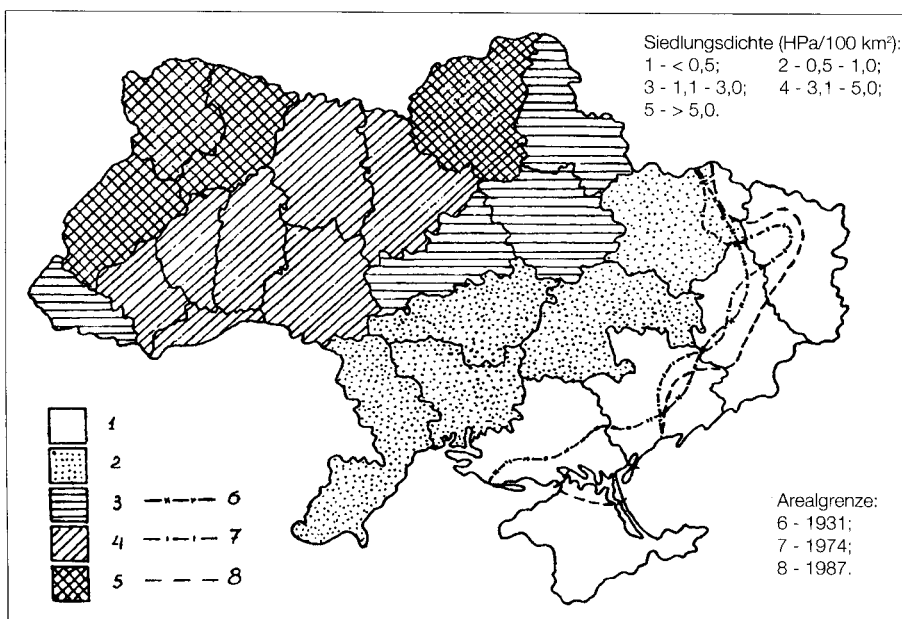 Siedlungsdichte (HPa/100 km²):
1 - < 0,5; 2 - 0,5 - 1,0;
3 - 1,1 - 3,0; 4 - 3,1 - 5,0;
5 - > 5,0.
1
2
3 6
4 7
5 8
Arealgrenze:
6 - 1931;
7 - 1974;
8 - 1987.